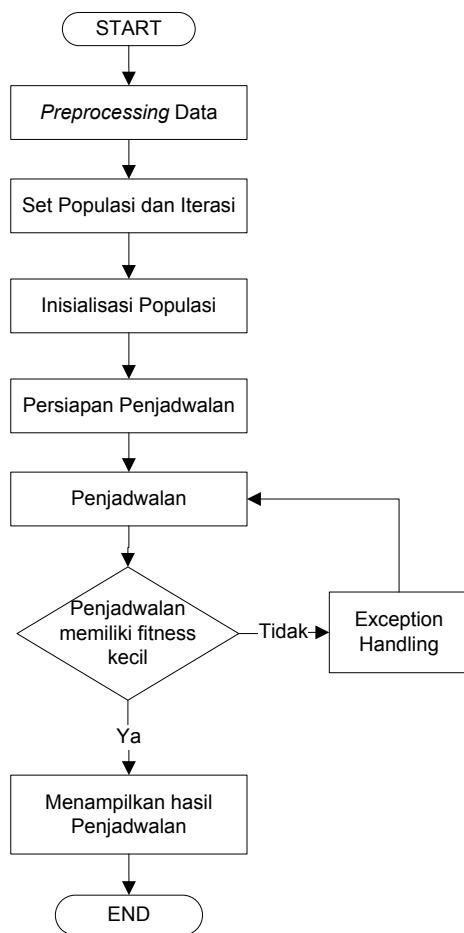 START
Preprocessing Data
Set Populasi dan Iterasi
Inisialisasi Populasi
Persiapan Penjadwalan
Penjadwalan
Penjadwalan
memiliki fitness
kecil
Tidak
Exception
Handling
Ya
Menampilkan hasil
Penjadwalan
END